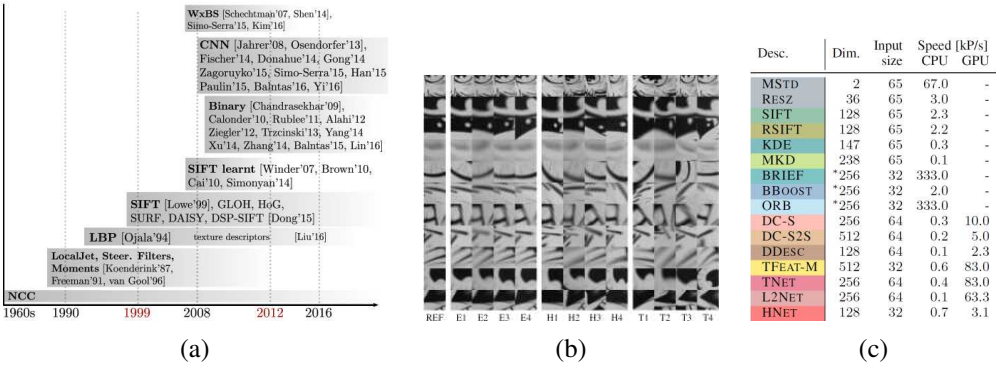 WxBS [Schechtman'07, Shen'14],
Simo-Serra'15, Kim'16]
CNN [Jahrer'08, Osendorfer'13],
Fischer'14, Donahue'14, Gong'14
Zagoruyko'15, Simo-Serra'15, Han'15
Paulin'15, Balntas'16, Yi'16]
Binary [Chandrasekhar'09],
Calonder'10, Rublee'11, Alahi'12
Ziegler'12, Trzcinski'13, Yang'14
Xu'14, Zhang'14, Balntas'15, Lin'16]
SIFT learnt [Winder'07, Brown'10,
Cai'10, Simonyan'14]
SIFT [Lowe'99], GLOH, HoG,
SURF, DAISY, DSP-SIFT [Dong'15]
LBP [Ojala'94] texture descriptors [Liu'16]
LocalJet, Steer. Filters,
Moments [Koenderink'87,
Freeman'91, van Gool'96]
NCC
1960s 1990 1999 2008 2012 2016
(a)
REF E1 E2 E3 E4 H1 H2 H3 H4 T1 T2 T3 T4
(b)
Desc. Dim. Input size Speed [kP/s] CPU GPU
MSTD 2 65 67.0 -
RESZ 36 65 3.0 -
SIFT 128 65 2.3 -
RSIFT 128 65 2.2 -
KDE 147 65 0.3 -
MKD 238 65 0.1 -
BRIEF *256 32 333.0 -
BBOOST *256 32 2.0 -
ORB *256 32 333.0 -
DC-S 256 64 0.3 10.0
DC-S2S 512 64 0.2 5.0
DDESC 128 64 0.1 2.3
TFEAT-M 512 32 0.6 83.0
TNET 256 64 0.4 83.0
L2NET 256 64 0.1 63.3
HNET 128 32 0.7 3.1
(c)